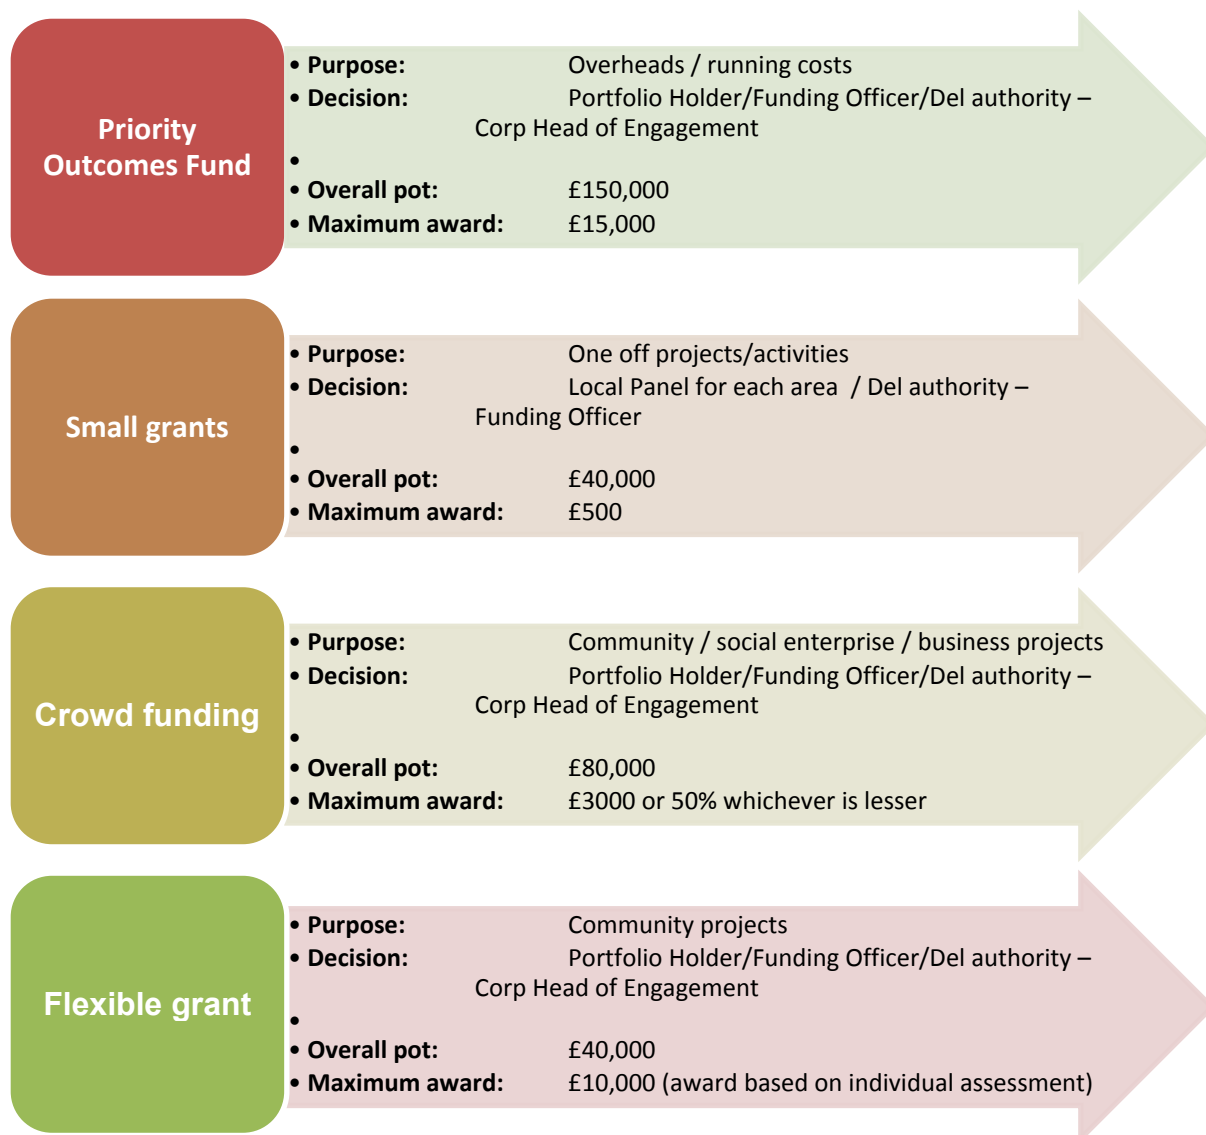 Priority
Outcomes Fund
• Purpose: Overheads / running costs
• Decision: Portfolio Holder/Funding Officer/Del authority –
Corp Head of Engagement
•
• Overall pot: £150,000
• Maximum award: £15,000
Small grants
• Purpose: One off projects/activities
• Decision: Local Panel for each area / Del authority –
Funding Officer
•
• Overall pot: £40,000
• Maximum award: £500
Crowd funding
• Purpose: Community / social enterprise / business projects
• Decision: Portfolio Holder/Funding Officer/Del authority –
Corp Head of Engagement
•
• Overall pot: £80,000
• Maximum award: £3000 or 50% whichever is lesser
Flexible grant
• Purpose: Community projects
• Decision: Portfolio Holder/Funding Officer/Del authority –
Corp Head of Engagement
•
• Overall pot: £40,000
• Maximum award: £10,000 (award based on individual assessment)